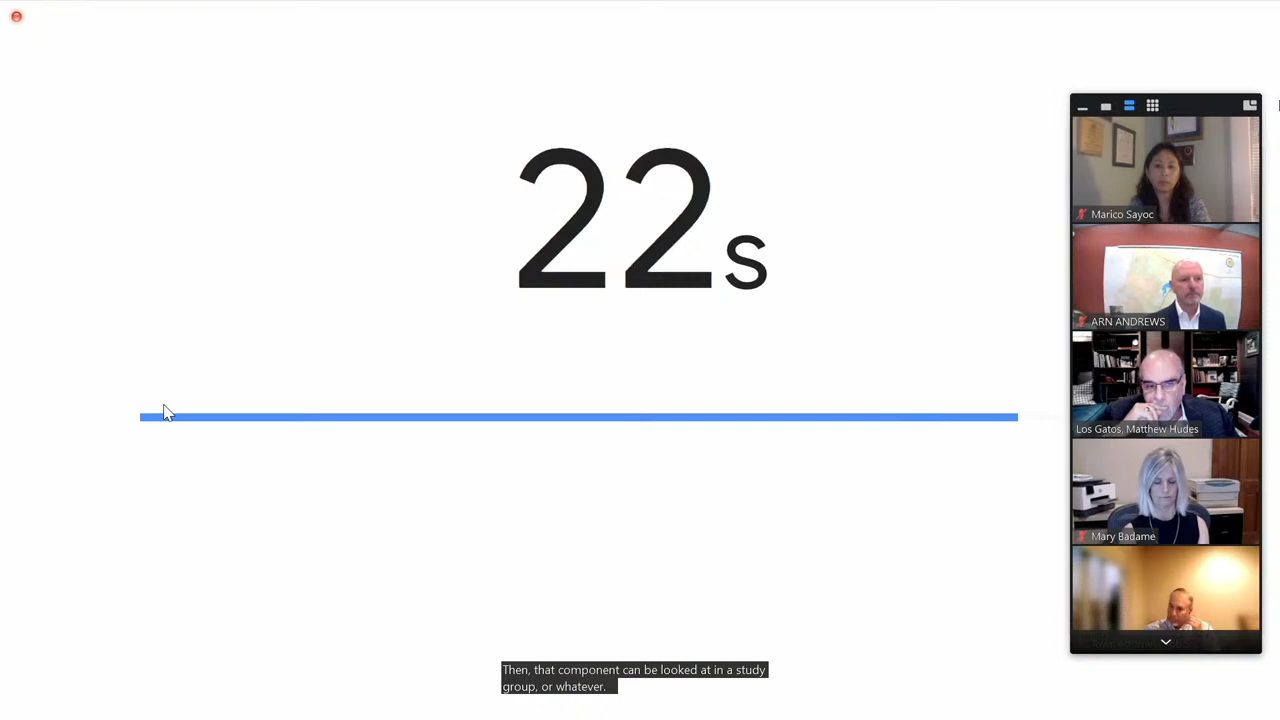 22s
Marico Sayoc
ARN ANDREWS
Los Gatos, Matthew Hudes
Mary Badame
Then, that component can be looked at in a study
group, or whatever.